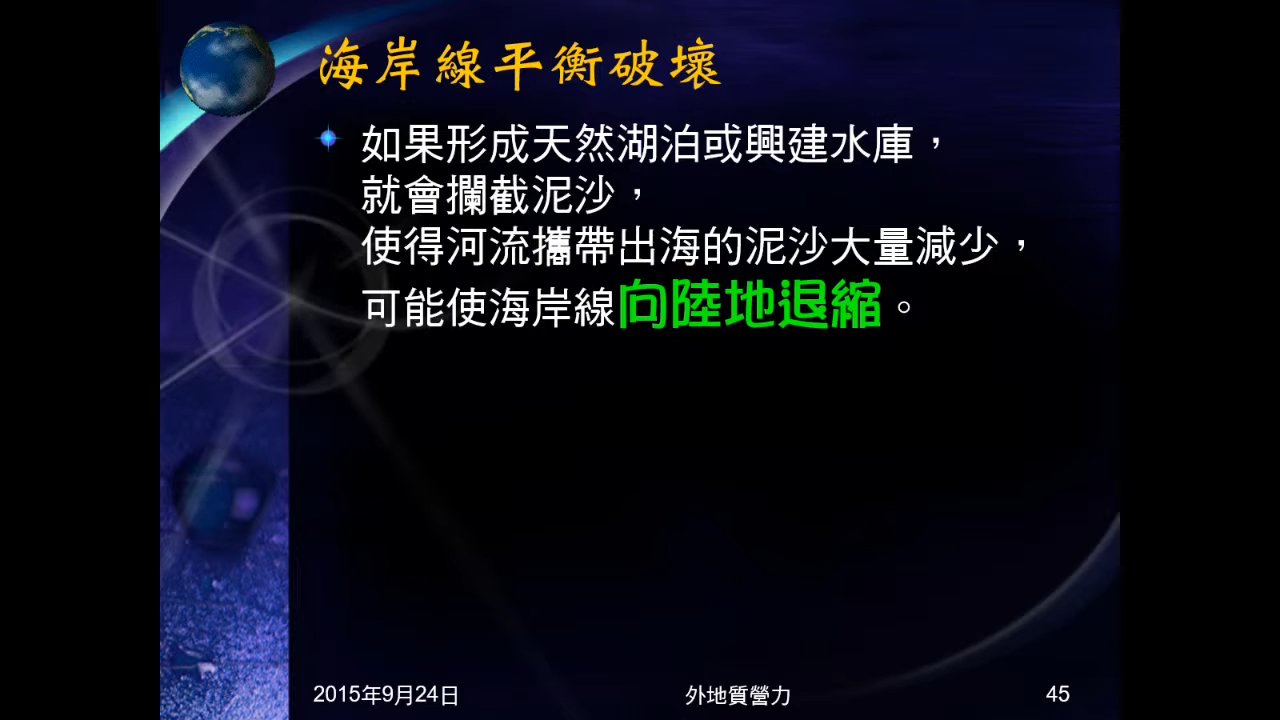 海岸線平衡破壞
如果形成天然湖泊或興建水庫，
就會攔截泥沙，
使得河流攜帶出海的泥沙大量減少，
可能使海岸線向陸地退縮。
2015年9月24日 外地質營力 45